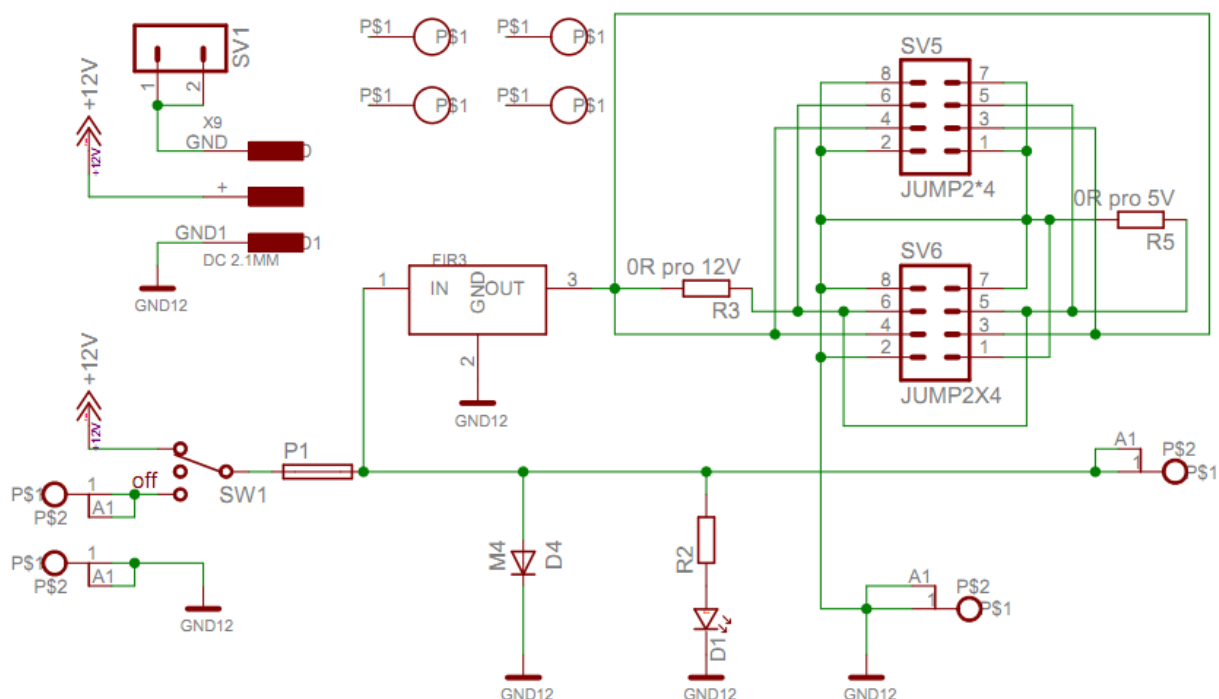 SV1
1
2
+12V
+12V
X9
GND
+
GND1
DC 2.1MM
GND12
P$1
P$1
P$1
P$1
P$1
P$1
P$1
P$1
SV5
8
7
6
5
4
3
2
1
JUMP2*4
0R pro 5V
R5
SV6
8
7
6
5
4
3
2
1
JUMP2X4
1
IN
GND
OUT
3
2
GND12
0R pro 12V
R3
+12V
+12V
off
SW1
P1
P$1
1
A1
P$2
P$1
1
A1
P$2
GND12
M4
D4
GND12
R2
D1
GND12
A1
1
P$2
P$1
A1
1
P$2
P$1
GND12